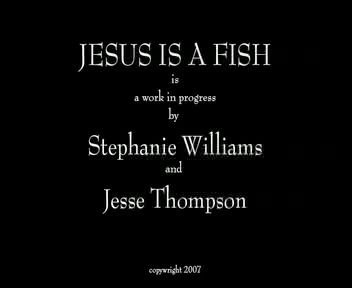 JESUS IS A FISH
is
a work in progress
by
Stephanie Williams
and
Jesse Thompson
copywright 2007